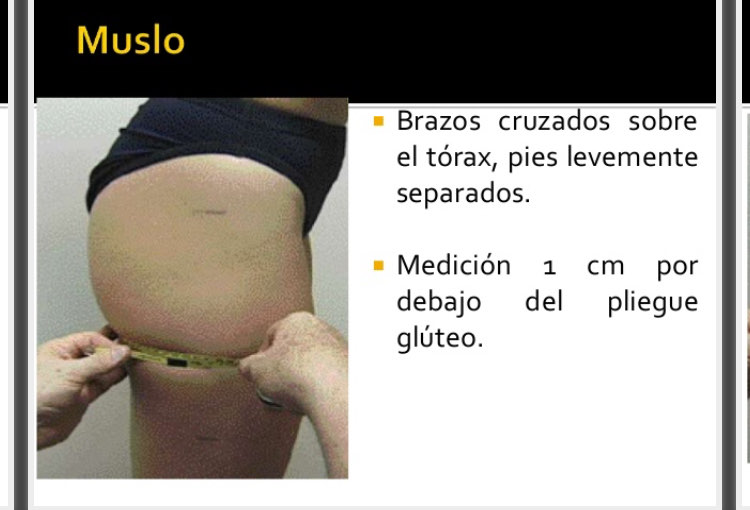 Muslo
Brazos cruzados sobre
el tórax, pies levemente
separados.
Medición 1 cm por
debajo del pliegue
glúteo.